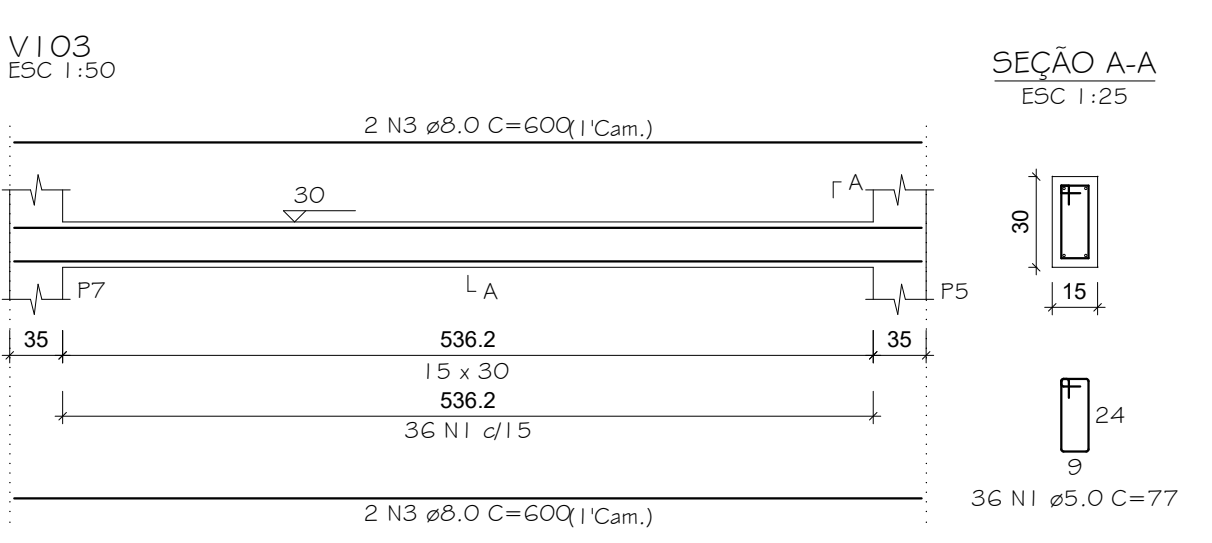 V103
ESC 1:50
SEÇÃO A-A
ESC 1:25
2 N3 ø8.0 C=600(1'Cam.)
30
A
A
P7
P5
30
15
35
536.2
35
15 x 30
536.2
36 N1 c/15
24
9
36 N1 ø5.0 C=77
2 N3 ø8.0 C=600(1'Cam.)